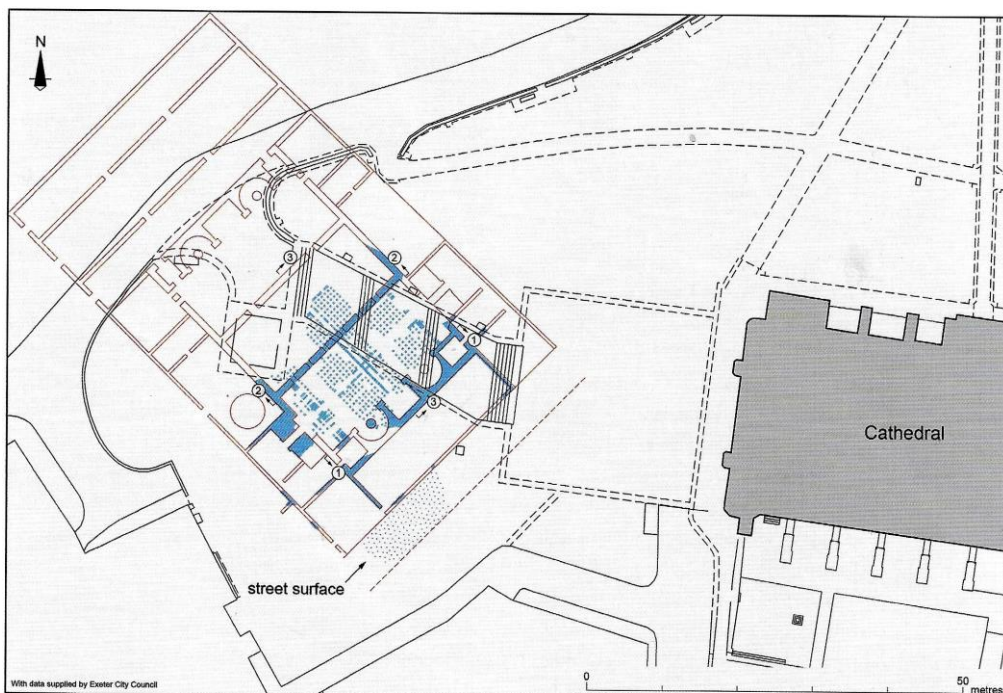 N
2
3
1
2
3
1
Cathedral
street surface
With data supplied by Exeter City Council
0
50
metres